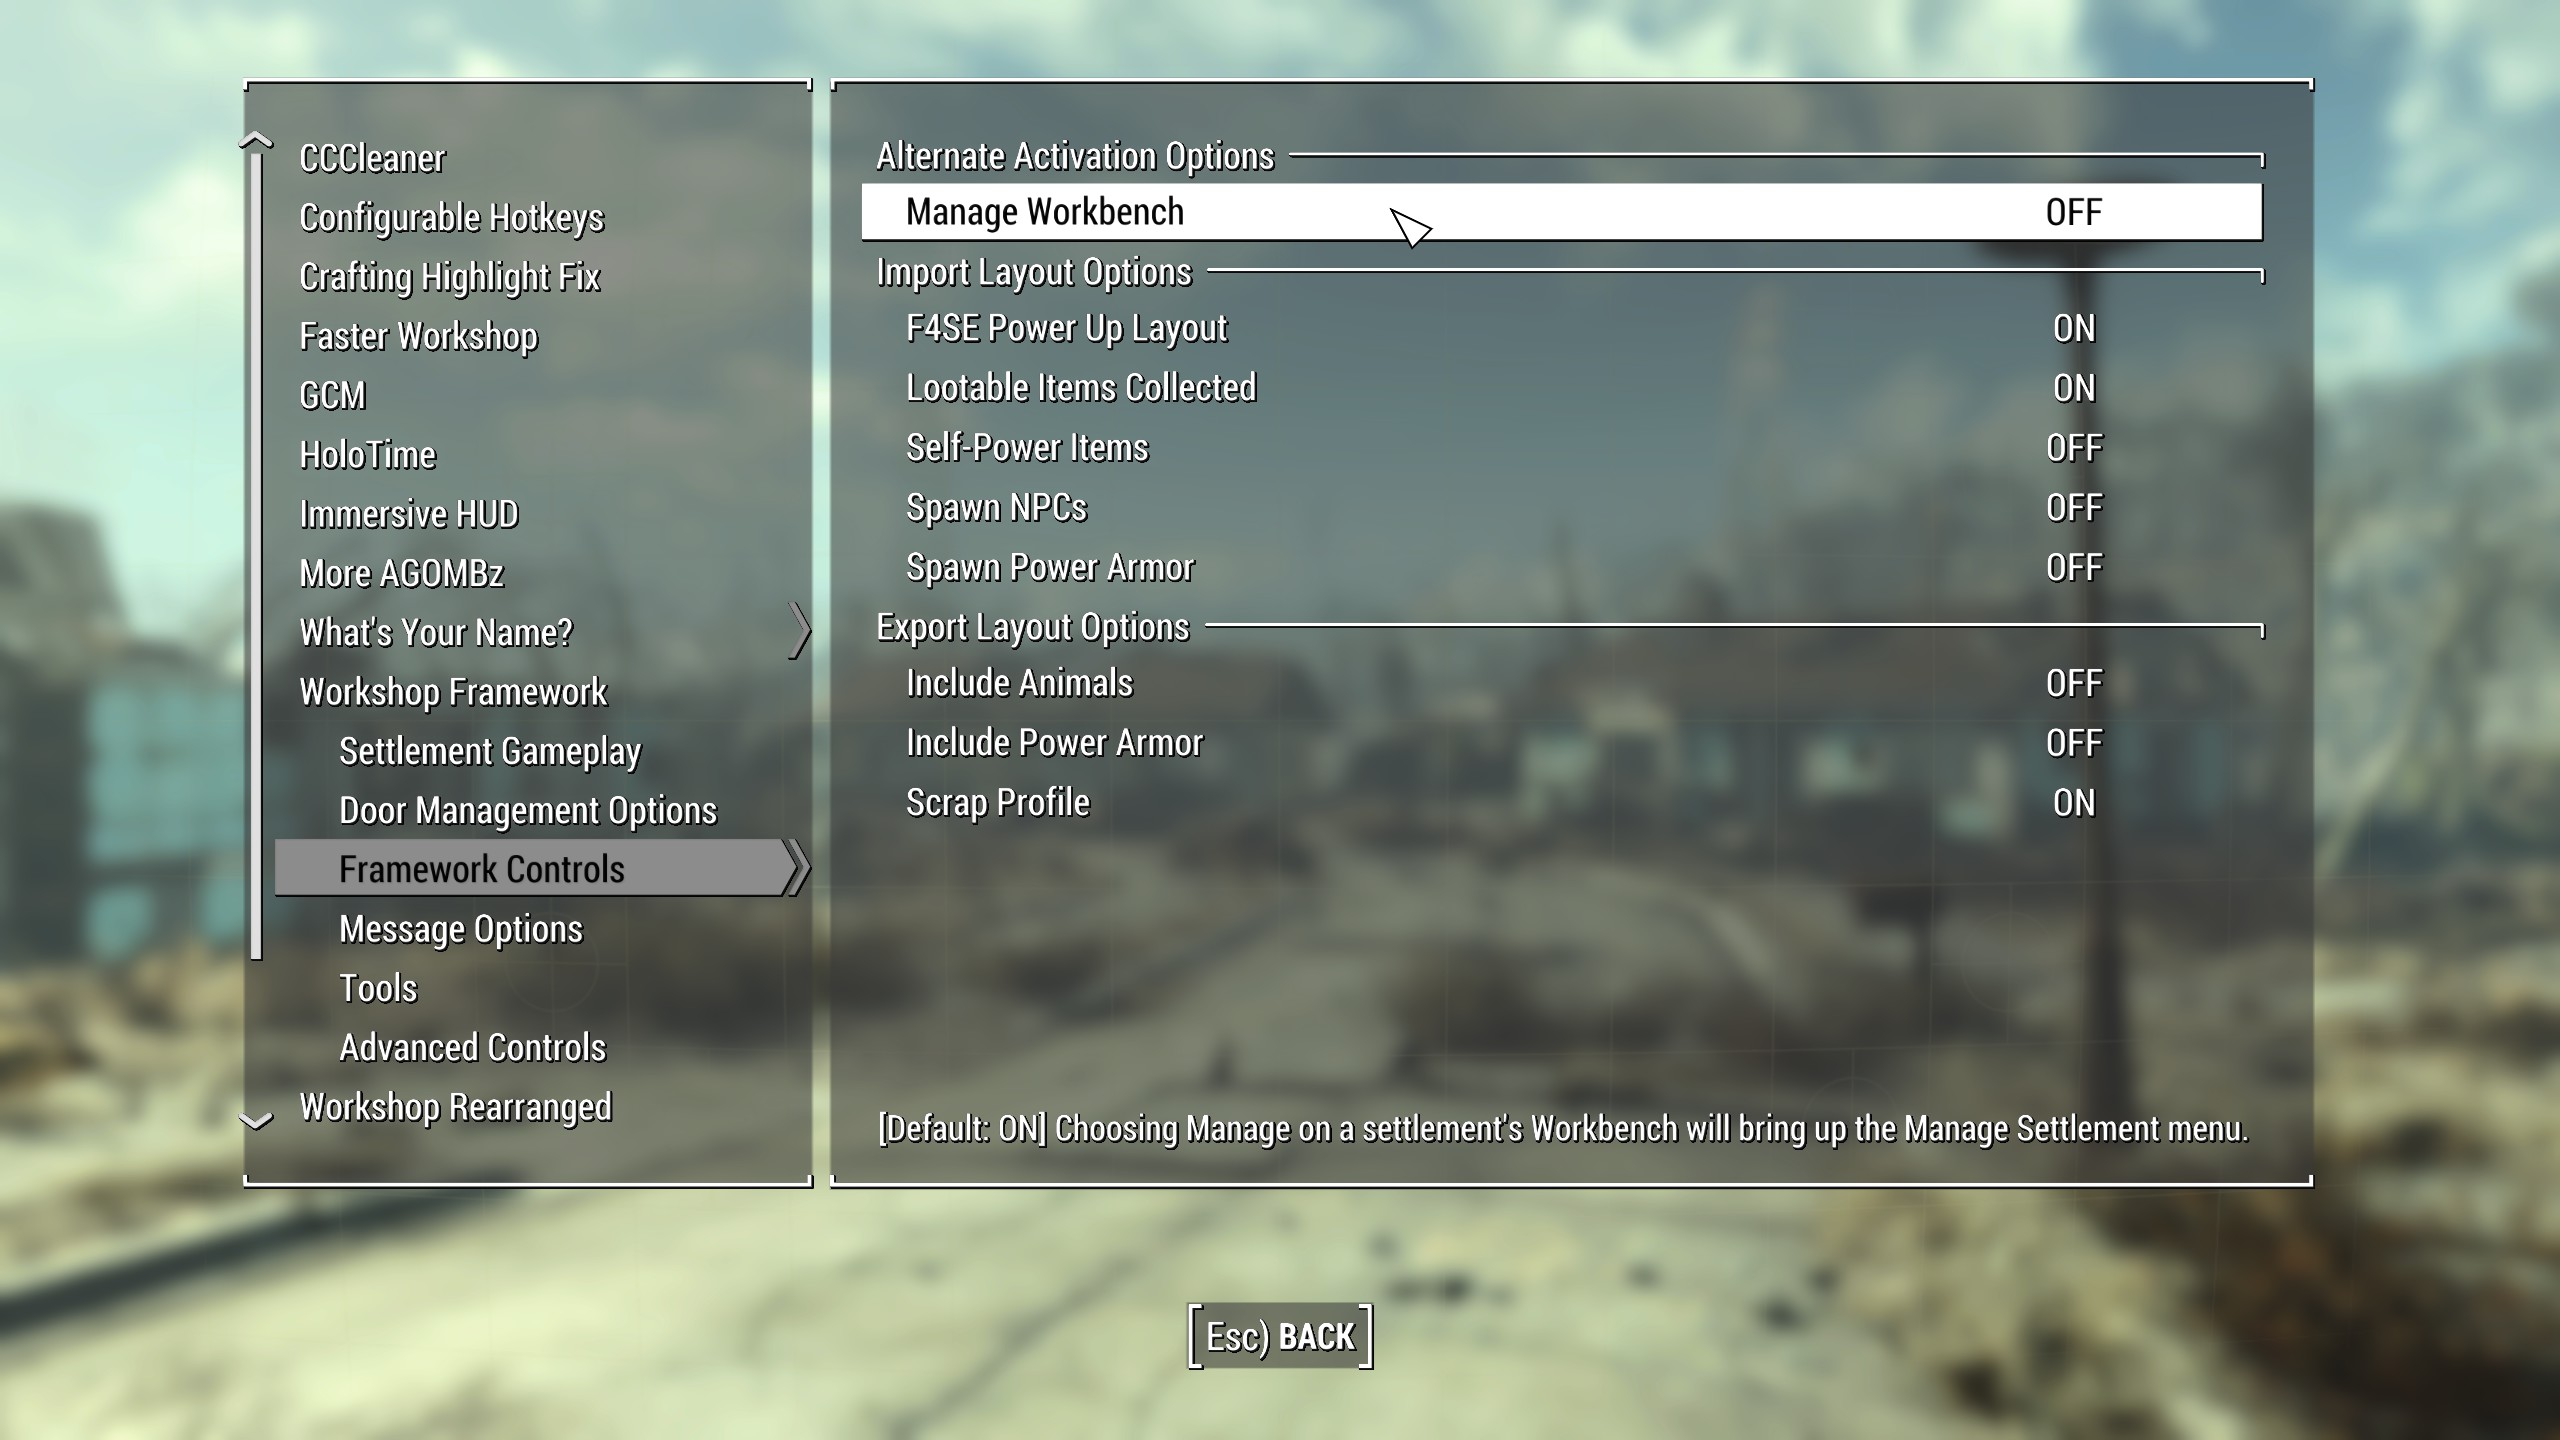 CCCleaner
Configurable Hotkeys
Crafting Highlight Fix
Faster Workshop
GCM
HoloTime
Immersive HUD
More AGOMBz
What's Your Name?
Workshop Framework
Settlement Gameplay
Door Management Options
Framework Controls
Message Options
Tools
Advanced Controls
Workshop Rearranged
Alternate Activation Options
Manage Workbench OFF
Import Layout Options
F4SE Power Up Layout ON
Lootable Items Collected ON
Self-Power Items OFF
Spawn NPCs OFF
Spawn Power Armor OFF
Export Layout Options
Include Animals OFF
Include Power Armor OFF
Scrap Profile ON
[Default: ON] Choosing Manage on a settlement's Workbench will bring up the Manage Settlement menu.
Esc) BACK